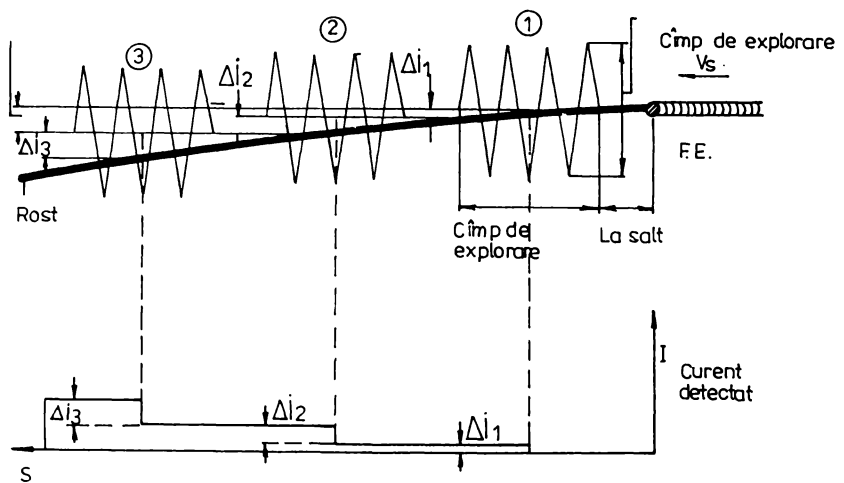 ①
②
③
Δi₂
Δi₁
Cîmp de explorare
Vs.
Δi₃
F.E.
Rost
Cîmp de
explorare
La salt
I
Curent
detectat
Δi₃
Δi₂
Δi₁
S